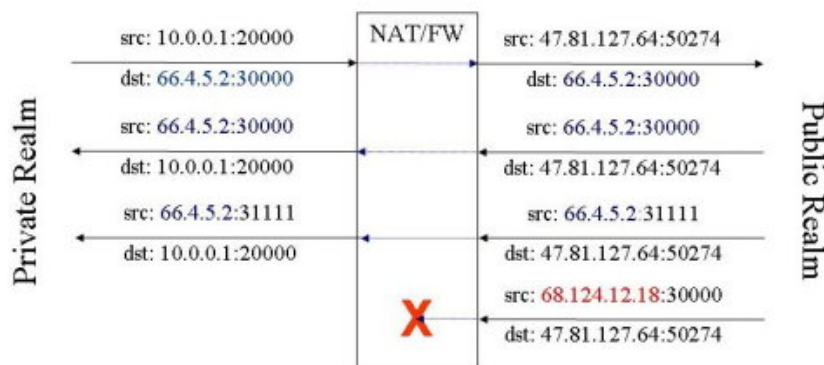 Private Realm
NAT/FW
Public Realm
src: 10.0.0.1:20000
dst: 66.4.5.2:30000
src: 47.81.127.64:50274
dst: 66.4.5.2:30000
src: 66.4.5.2:30000
dst: 10.0.0.1:20000
src: 66.4.5.2:30000
dst: 47.81.127.64:50274
src: 66.4.5.2:31111
dst: 10.0.0.1:20000
src: 66.4.5.2:31111
dst: 47.81.127.64:50274
X
src: 68.124.12.18:30000
dst: 47.81.127.64:50274